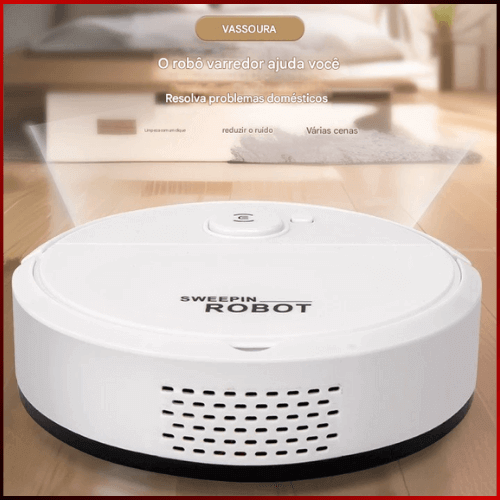 VASSOURA
O robô varredor ajuda você
Resolva problemas domésticos
reduzir o ruído
Várias cenas
SWEEPIN
ROBOT